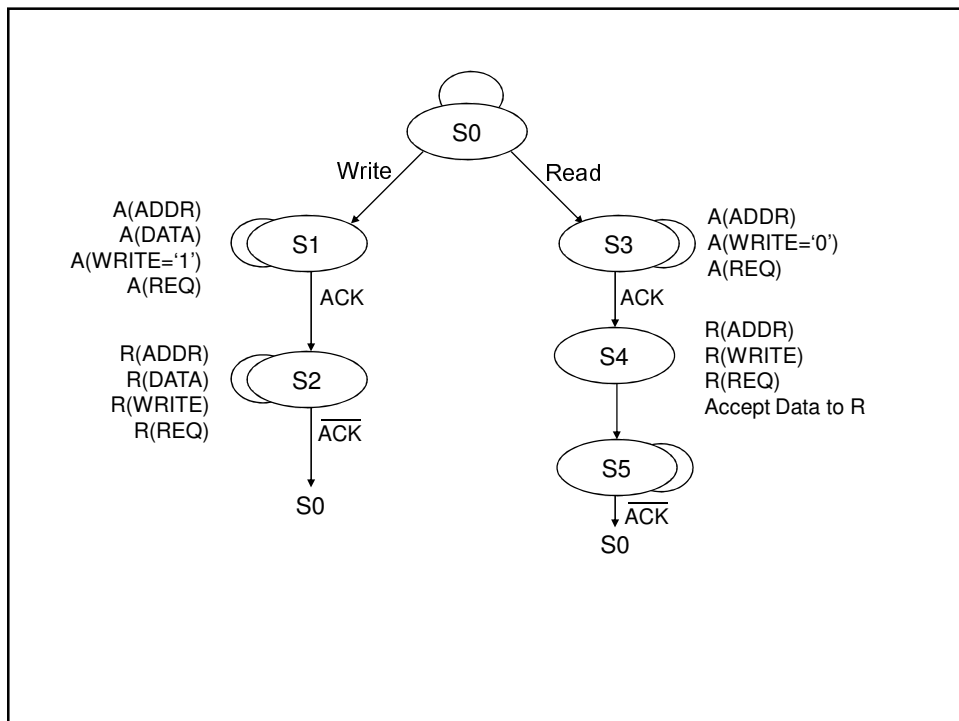 S0
Write
Read
A(ADDR)
A(DATA)
A(WRITE=‘1’)
A(REQ)
S1
ACK
R(ADDR)
R(DATA)
R(WRITE)
R(REQ)
S2
ACK
S0
S3
A(ADDR)
A(WRITE=‘0’)
A(REQ)
ACK
S4
R(ADDR)
R(WRITE)
R(REQ)
Accept Data to R
S5
ACK
S0